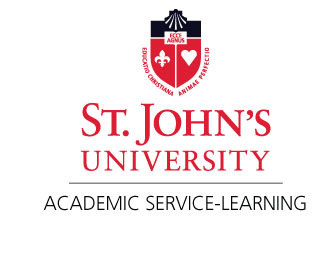 ECCE
AGNUS
EDUCATIO CHRISTIANA ANIMAE PERFECTIO
ST. JOHN'S
UNIVERSITY
ACADEMIC SERVICE-LEARNING